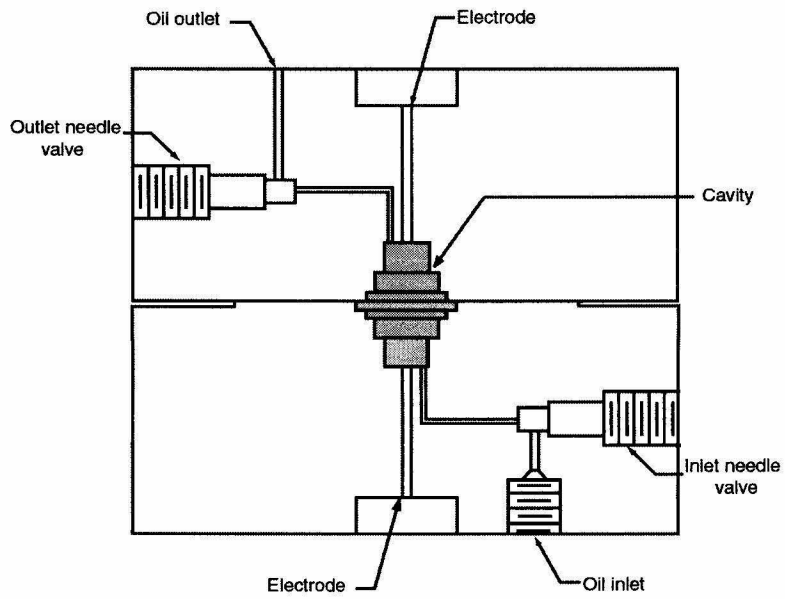 Oil outlet
Electrode
Outlet needle
valve
Cavity
Inlet needle
valve
Electrode
Oil inlet